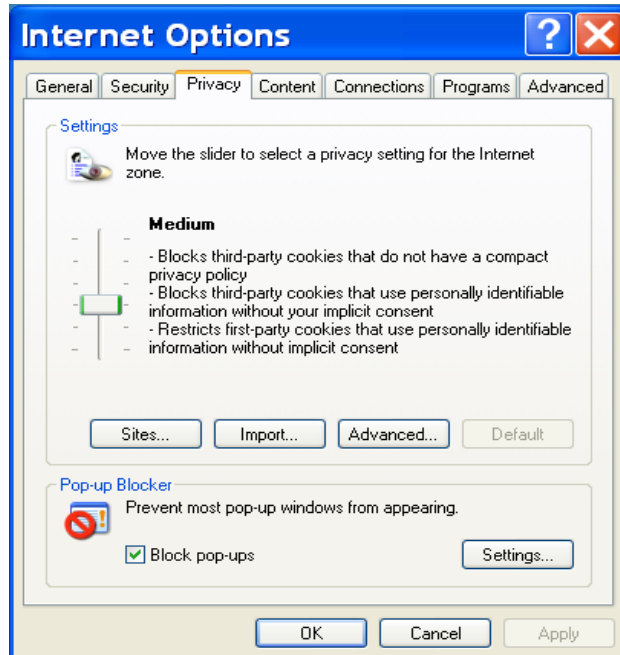 Internet Options
?
General Security Privacy Content Connections Programs Advanced
Settings
Move the slider to select a privacy setting for the Internet
zone.
Medium
- Blocks third-party cookies that do not have a compact
privacy policy
- Blocks third-party cookies that use personally identifiable
information without your implicit consent
- Restricts first-party cookies that use personally identifiable
information without implicit consent
Sites... Import... Advanced... Default
Pop-up Blocker
Prevent most pop-up windows from appearing.
Block pop-ups Settings...
OK Cancel Apply